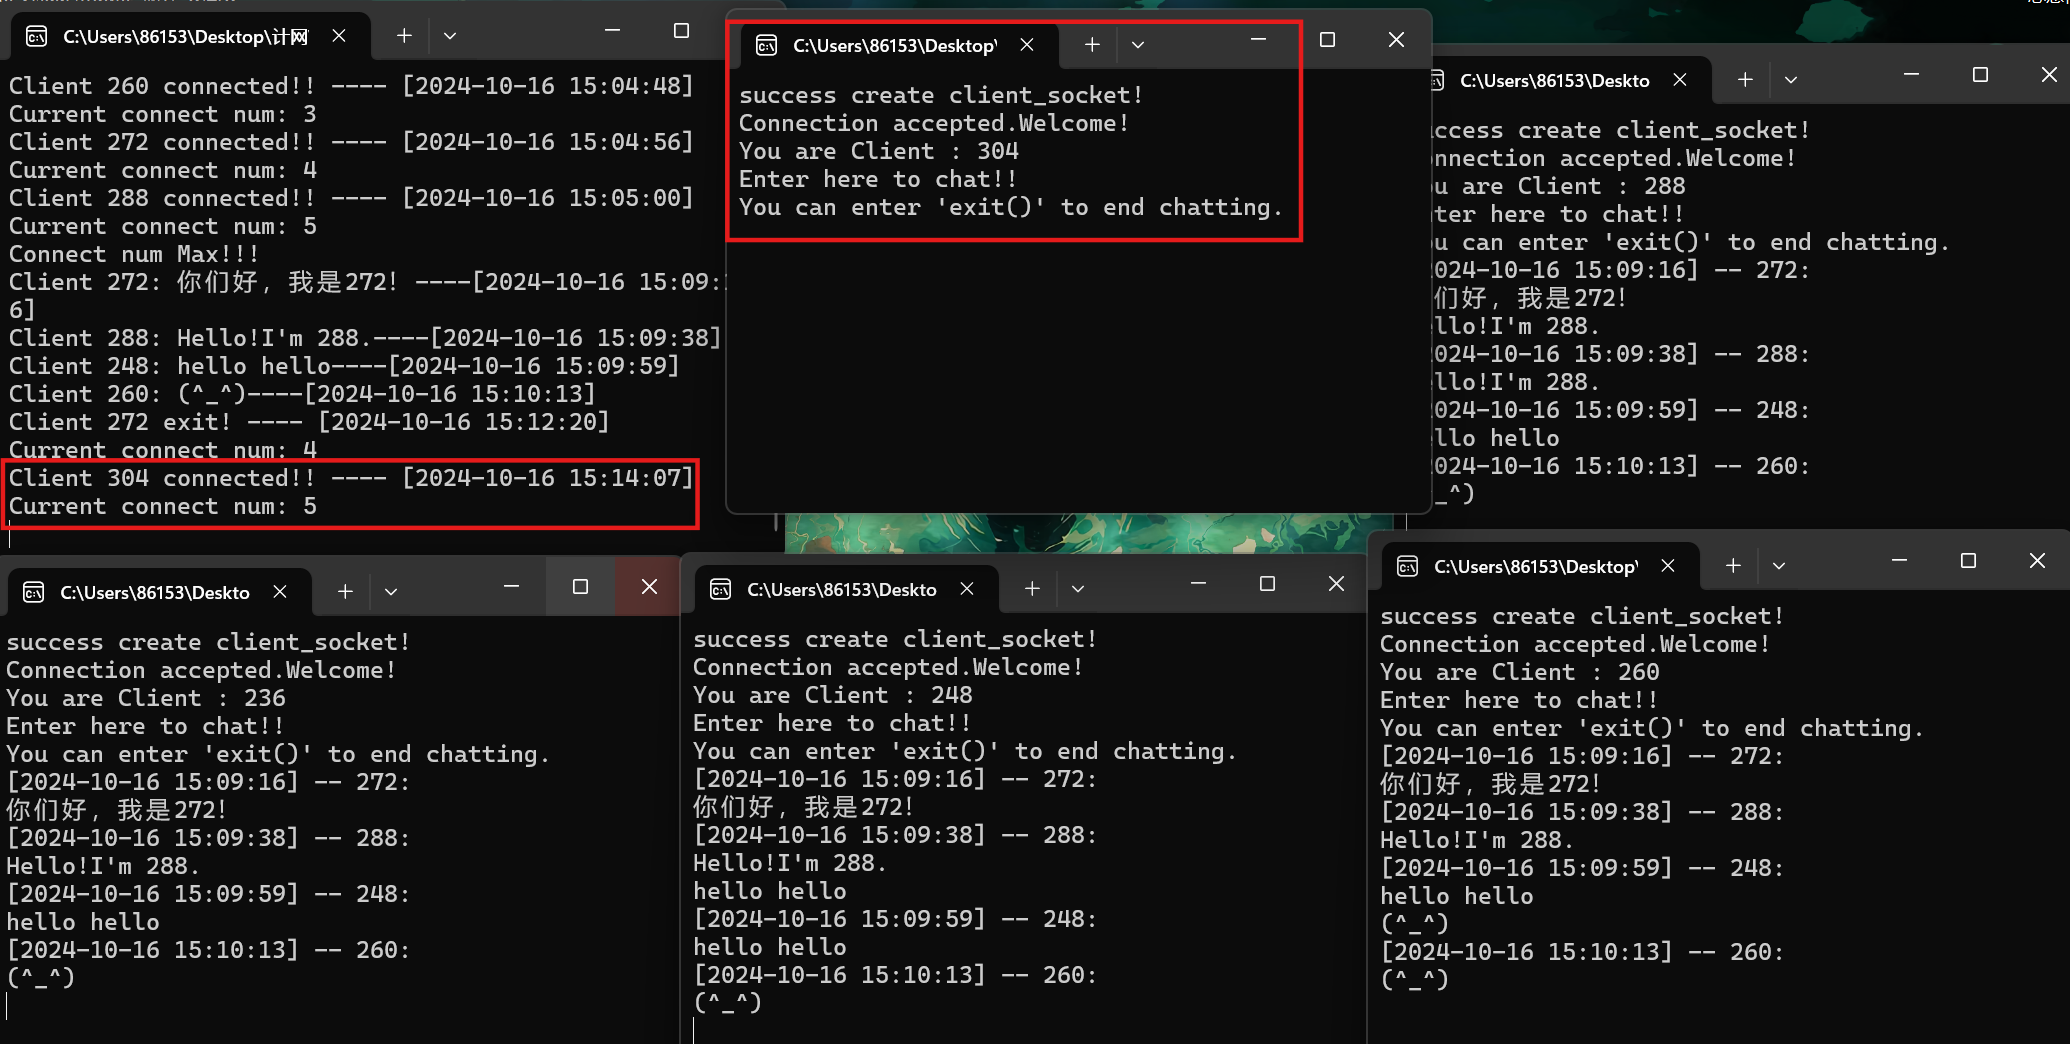 C:\Users\86153\Desktop\计网
Client 260 connected!! ---- [2024-10-16 15:04:48]
Current connect num: 3
Client 272 connected!! ---- [2024-10-16 15:04:56]
Current connect num: 4
Client 288 connected!! ---- [2024-10-16 15:05:00]
Current connect num: 5
Connect num Max!!!
Client 272: 你们好，我是272! ----[2024-10-16 15:09:
6]
Client 288: Hello!I'm 288.----[2024-10-16 15:09:38]
Client 248: hello hello----[2024-10-16 15:09:59]
Client 260: (^_^)----[2024-10-16 15:10:13]
Client 272 exit! ---- [2024-10-16 15:12:20]
Current connect num: 4
Client 304 connected!! ---- [2024-10-16 15:14:07]
Current connect num: 5
C:\Users\86153\Desktop\
success create client_socket!
Connection accepted.Welcome!
You are Client : 304
Enter here to chat!!
You can enter 'exit()' to end chatting.
C:\Users\86153\Deskto
ccess create client_socket!
nnection accepted.Welcome!
u are Client : 288
ter here to chat!!
u can enter 'exit()' to end chatting.
024-10-16 15:09:16] -- 272:
们好，我是272!
llo!I'm 288.
024-10-16 15:09:38] -- 288:
llo!I'm 288.
024-10-16 15:09:59] -- 248:
llo hello
024-10-16 15:10:13] -- 260:
_^)
C:\Users\86153\Deskto
success create client_socket!
Connection accepted.Welcome!
You are Client : 236
Enter here to chat!!
You can enter 'exit()' to end chatting.
[2024-10-16 15:09:16] -- 272:
你们好，我是272!
[2024-10-16 15:09:38] -- 288:
Hello!I'm 288.
[2024-10-16 15:09:59] -- 248:
hello hello
[2024-10-16 15:10:13] -- 260:
(^_^)
C:\Users\86153\Deskto
success create client_socket!
Connection accepted.Welcome!
You are Client : 248
Enter here to chat!!
You can enter 'exit()' to end chatting.
[2024-10-16 15:09:16] -- 272:
你们好，我是272!
[2024-10-16 15:09:38] -- 288:
Hello!I'm 288.
hello hello
[2024-10-16 15:09:59] -- 248:
hello hello
[2024-10-16 15:10:13] -- 260:
(^_^)
C:\Users\86153\Desktop\
success create client_socket!
Connection accepted.Welcome!
You are Client : 260
Enter here to chat!!
You can enter 'exit()' to end chatting.
[2024-10-16 15:09:16] -- 272:
你们好，我是272!
[2024-10-16 15:09:38] -- 288:
Hello!I'm 288.
[2024-10-16 15:09:59] -- 248:
hello hello
(^_^)
[2024-10-16 15:10:13] -- 260:
(^_^)